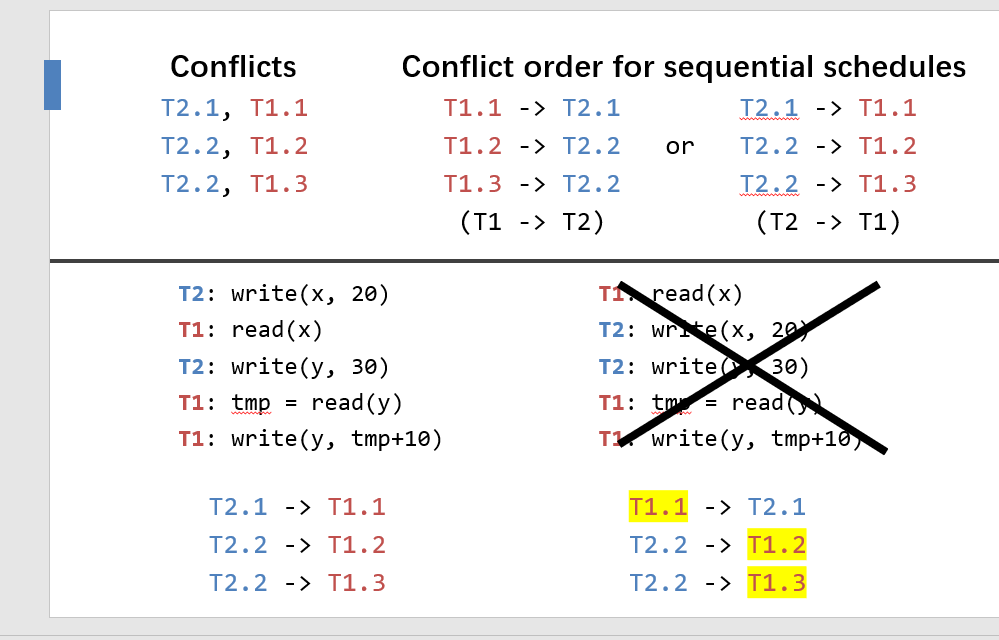 Conflicts
Conflict order for sequential schedules
T2.1, T1.1
T1.1 -> T2.1
T2.1 -> T1.1
T2.2, T1.2
T1.2 -> T2.2
or
T2.2 -> T1.2
T2.2, T1.3
T1.3 -> T2.2
T2.2 -> T1.3
(T1 -> T2)
(T2 -> T1)
T2: write(x, 20)
T1: read(x)
T2: write(y, 30)
T1: tmp = read(y)
T1: write(y, tmp+10)
T2.1 -> T1.1
T2.2 -> T1.2
T2.2 -> T1.3
T1: read(x)
T2: write(x, 20)
T2: write(y, 30)
T1: tmp = read(y)
T1: write(y, tmp+10)
T1.1 -> T2.1
T2.2 -> T1.2
T2.2 -> T1.3